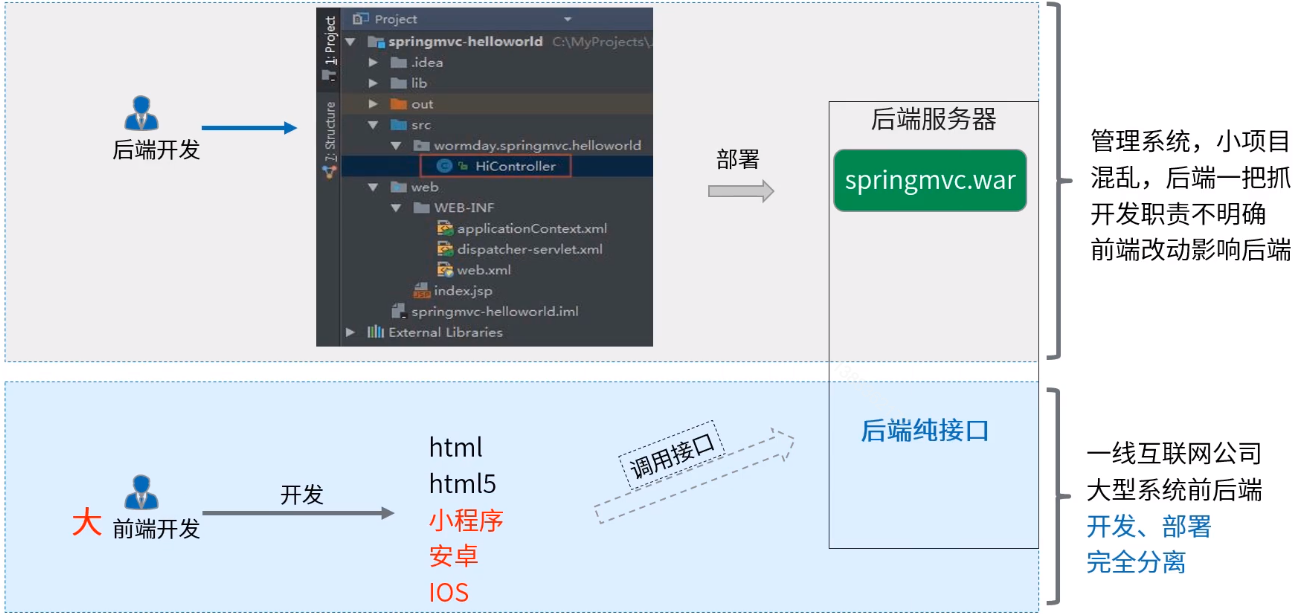 1: Project
7: Structure
Project
springmvc-helloworld C:\MyProjects\.
.idea
lib
out
src
wormday.springmvc.helloworld
HiController
web
WEB-INF
applicationContext.xml
dispatcher-servlet.xml
web.xml
index.jsp
springmvc-helloworld.iml
External Libraries
后端开发
部署
后端服务器
springmvc.war
管理系统，小项目
混乱，后端一把抓
开发职责不明确
前端改动影响后端
大 前端开发
开发
html
html5
小程序
安卓
IOS
调用接口
后端纯接口
一线互联网公司
大型系统前后端
开发、部署
完全分离